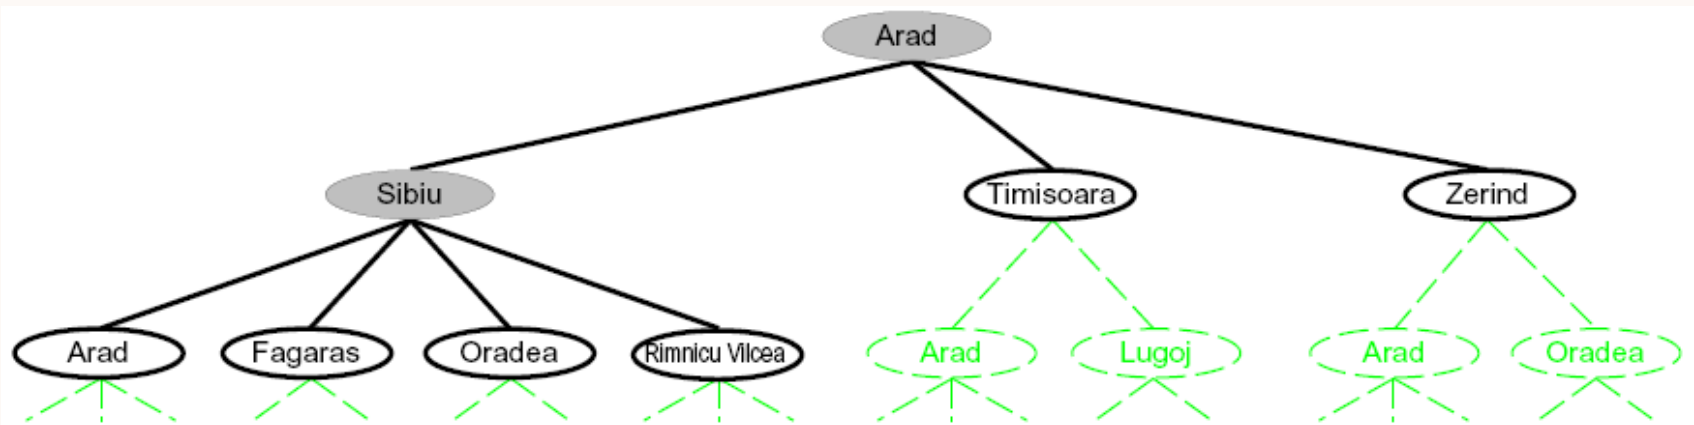 Arad
Sibiu
Timisoara
Zerind
Arad
Fagaras
Oradea
Rimnicu Vilcea
Arad
Lugoj
Arad
Oradea